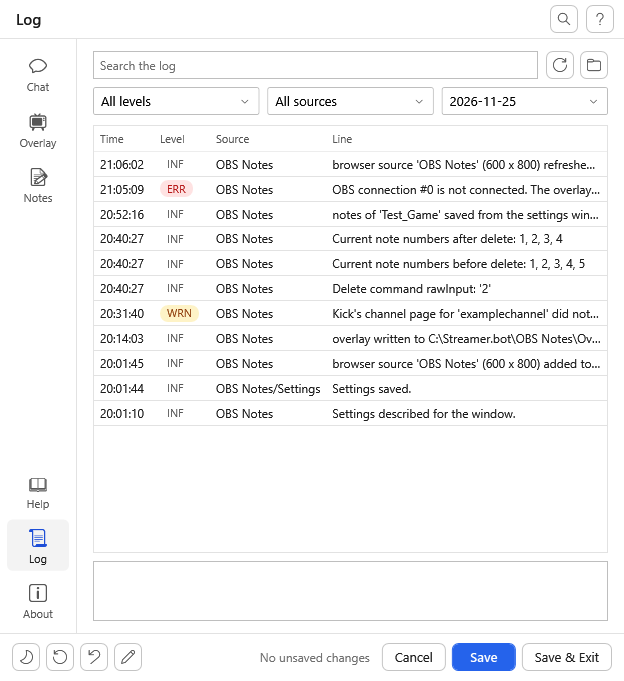 Log
?
Chat
Overlay
Notes
Help
Log
About
Search the log
All levels
All sources
2026-11-25
Time Level Source Line
21:06:02 INF OBS Notes browser source 'OBS Notes' (600 x 800) refreshe...
21:05:09 ERR OBS Notes OBS connection #0 is not connected. The overlay...
20:52:16 INF OBS Notes notes of 'Test_Game' saved from the settings win...
20:40:27 INF OBS Notes Current note numbers after delete: 1, 2, 3, 4
20:40:27 INF OBS Notes Current note numbers before delete: 1, 2, 3, 4, 5
20:40:27 INF OBS Notes Delete command rawInput: '2'
20:31:40 WRN OBS Notes Kick's channel page for 'examplechannel' did not...
20:14:03 INF OBS Notes overlay written to C:\Streamer.bot\OBS Notes\Ov...
20:01:45 INF OBS Notes browser source 'OBS Notes' (600 x 800) added to...
20:01:44 INF OBS Notes/Settings Settings saved.
20:01:10 INF OBS Notes Settings described for the window.
No unsaved changes
Cancel
Save
Save & Exit